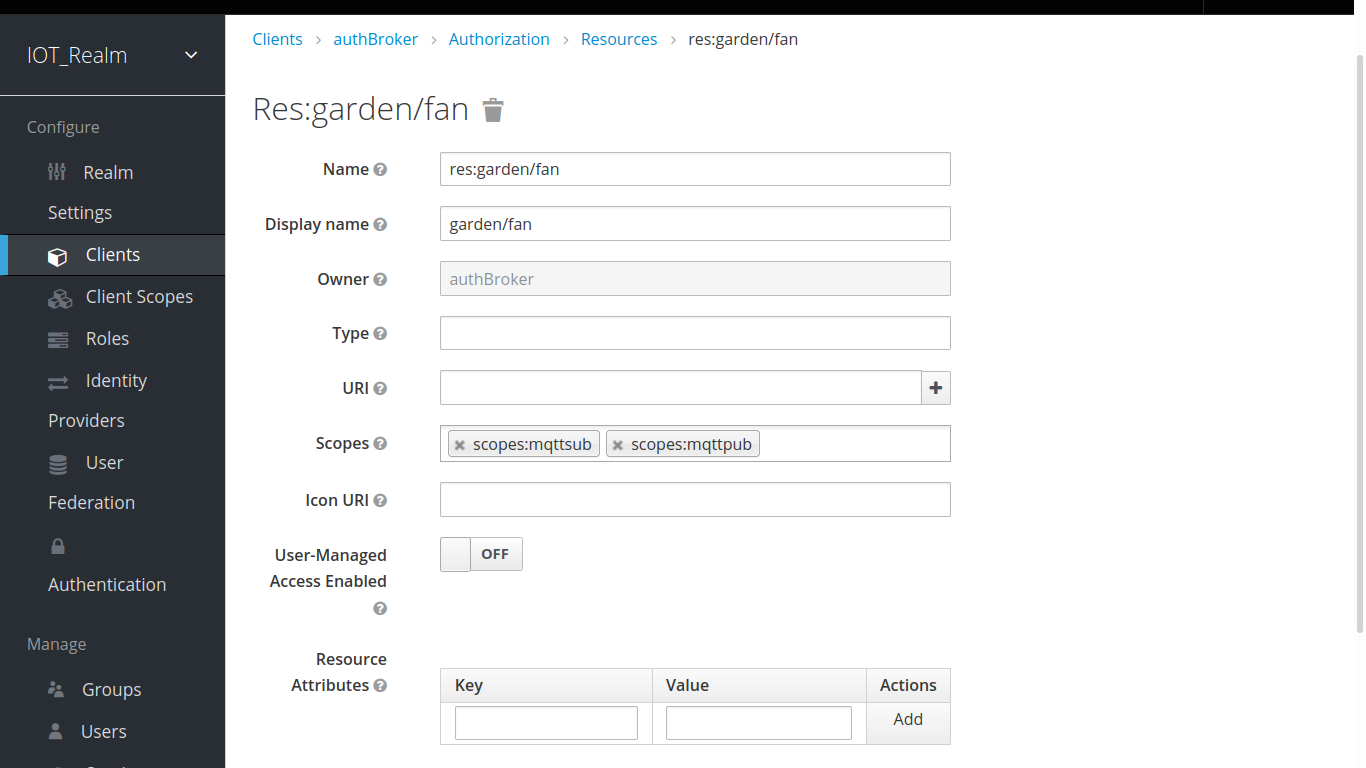 IOT_Realm
Configure
Realm
Settings
Clients
Client Scopes
Roles
Identity
Providers
User
Federation
Authentication
Manage
Groups
Users
Clients > authBroker > Authorization > Resources > res:garden/fan
Res:garden/fan
Name res:garden/fan
Display name garden/fan
Owner authBroker
Type
URI
Scopes scopes:mqttsub scopes:mqttpub
Icon URI
User-Managed
Access Enabled
OFF
Resource
Attributes
Key Value Actions
Add